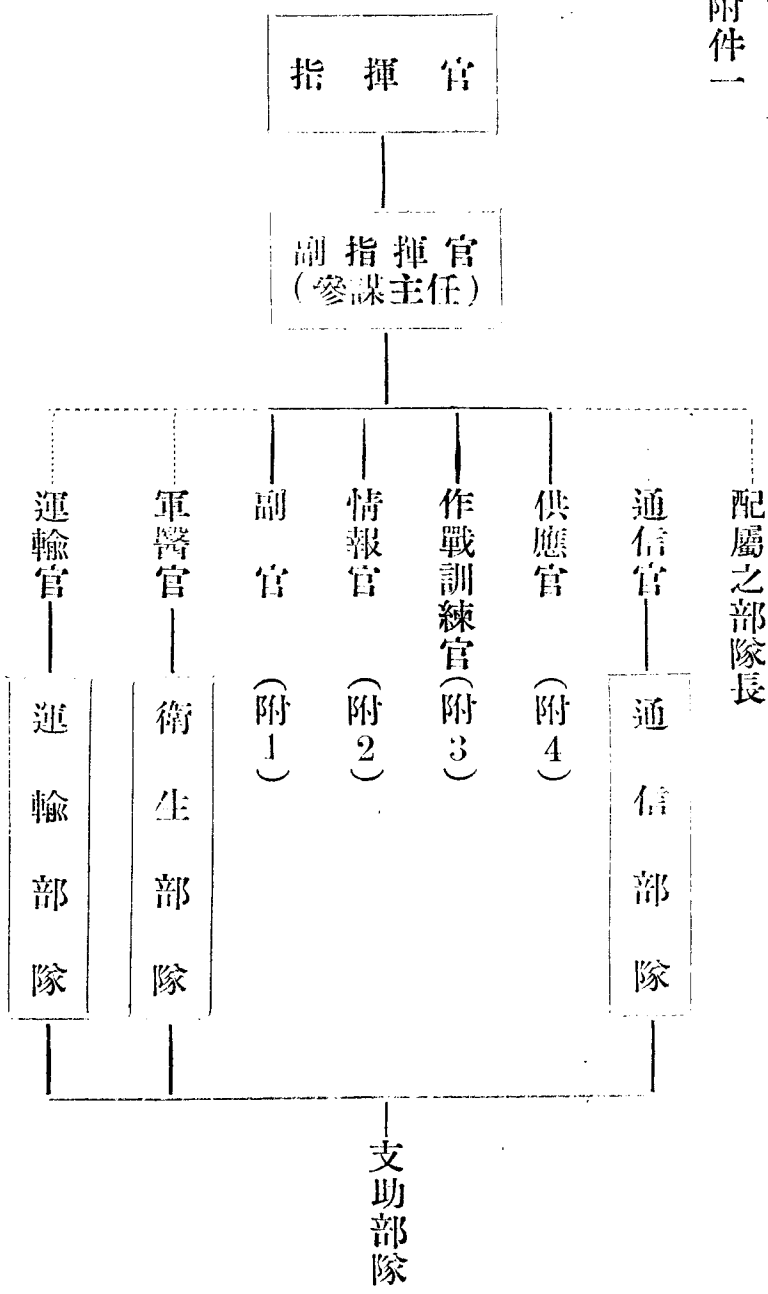 附件一
指揮官
副指揮官
(參謀主任)
配屬之部隊長
通信官
通信部隊
供應官(附4)
作戰訓練官(附3)
情報官(附2)
副官(附1)
軍醫官
衛生部隊
運輸官
運輸部隊
支助部隊